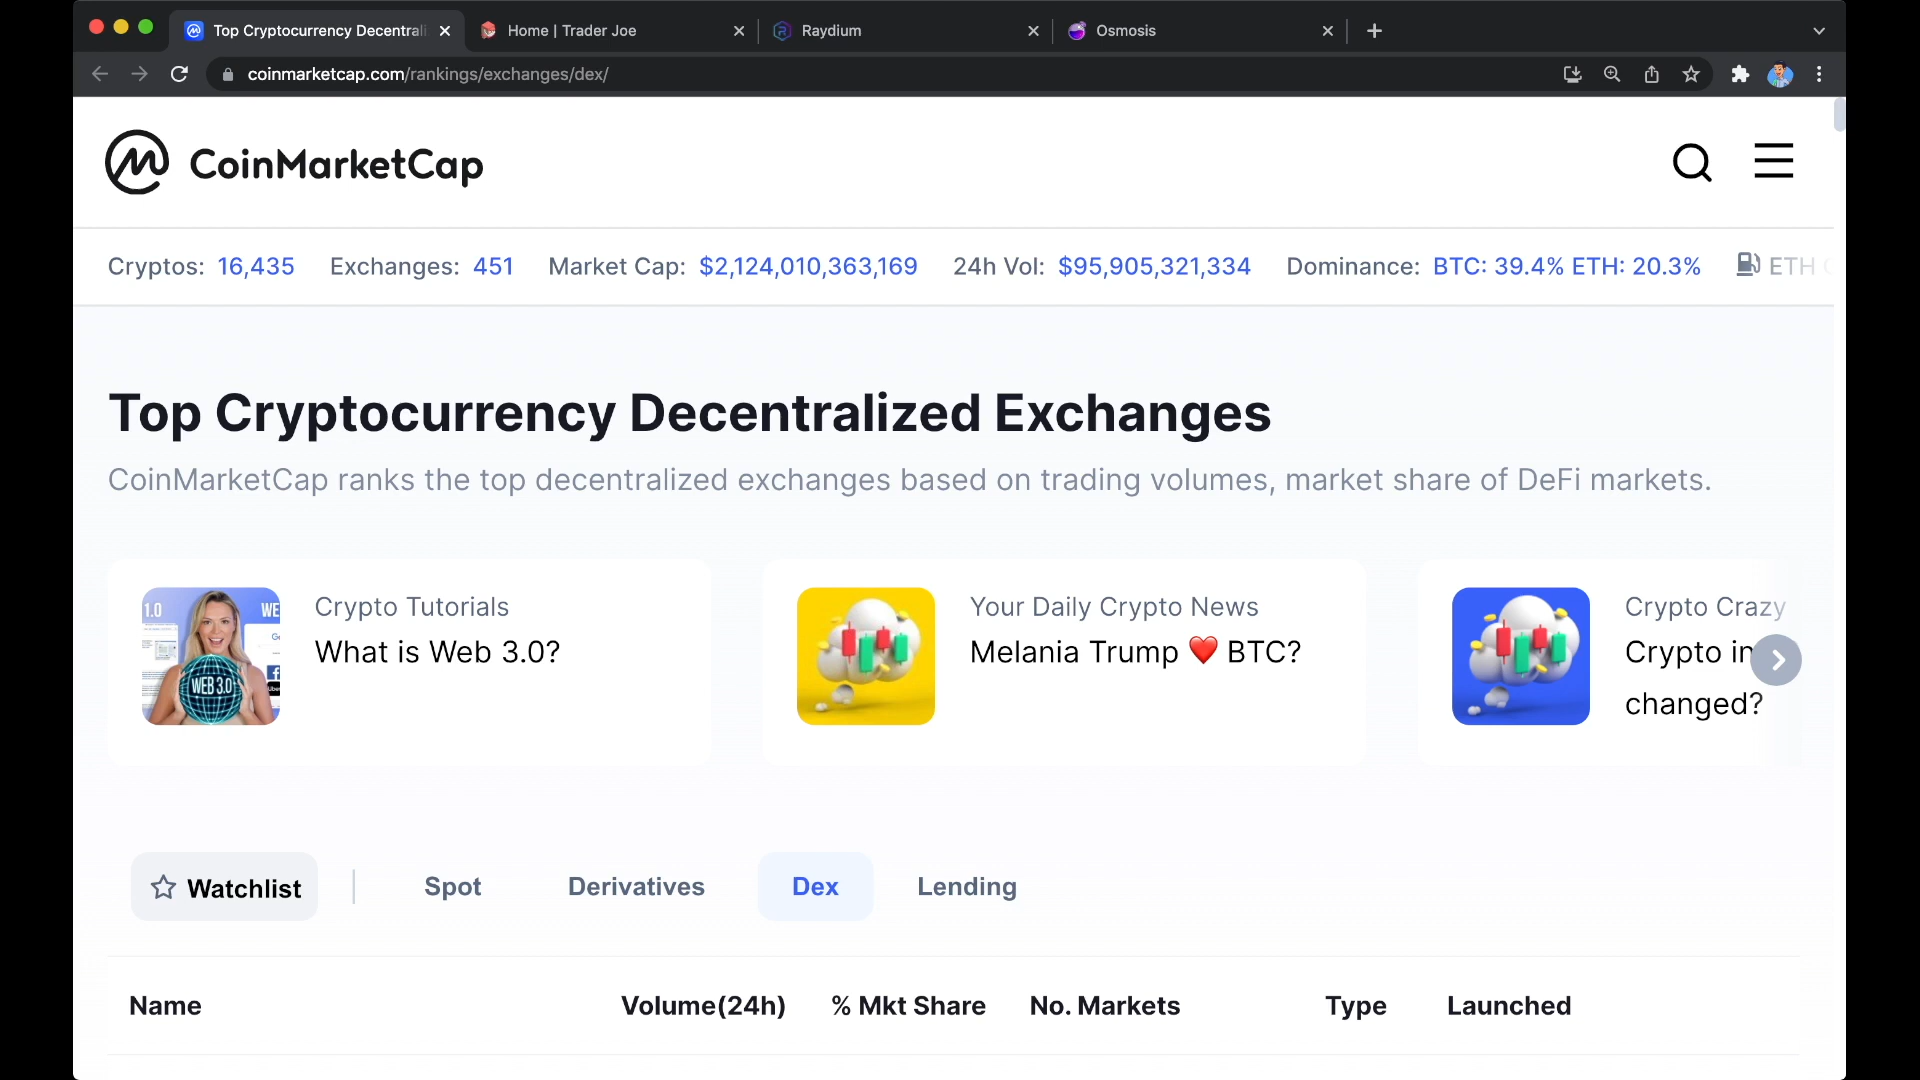 Top Cryptocurrency Decentrali
Home | Trader Joe
Raydium
Osmosis
coinmarketcap.com/rankings/exchanges/dex/
CoinMarketCap
Cryptos: 16,435 Exchanges: 451 Market Cap: $2,124,010,363,169 24h Vol: $95,905,321,334 Dominance: BTC: 39.4% ETH: 20.3% ETH
Top Cryptocurrency Decentralized Exchanges
CoinMarketCap ranks the top decentralized exchanges based on trading volumes, market share of DeFi markets.
1.0 WE
WEB 3.0
Crypto Tutorials
What is Web 3.0?
Your Daily Crypto News
Melania Trump ❤️ BTC?
Crypto Crazy
Crypto in
changed?
Watchlist Spot Derivatives Dex Lending
Name Volume(24h) % Mkt Share No. Markets Type Launched